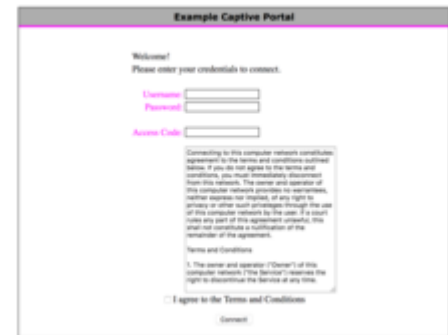 Example Captive Portal
Welcome!
Please enter your credentials to connect.
Username:
Password:
Access Code:
Connecting to this computer network constitutes
agreement to the terms and conditions outlined
below. If you do not agree to the terms and
conditions, you must immediately disconnect
from this network. The owner and operator of
this computer network provides no warrantees,
neither express nor implied, of any right to
privacy or other such privileges through the use
of this computer network by the user. If a court
rules any part of this agreement unlawful, this
shall not constitute a nullification of the
remainder of the agreement.
Terms and Conditions
1. The owner and operator ("Owner") of this
computer network ("the Service") reserves the
right to discontinue the Service at any time.
I agree to the Terms and Conditions
Connect